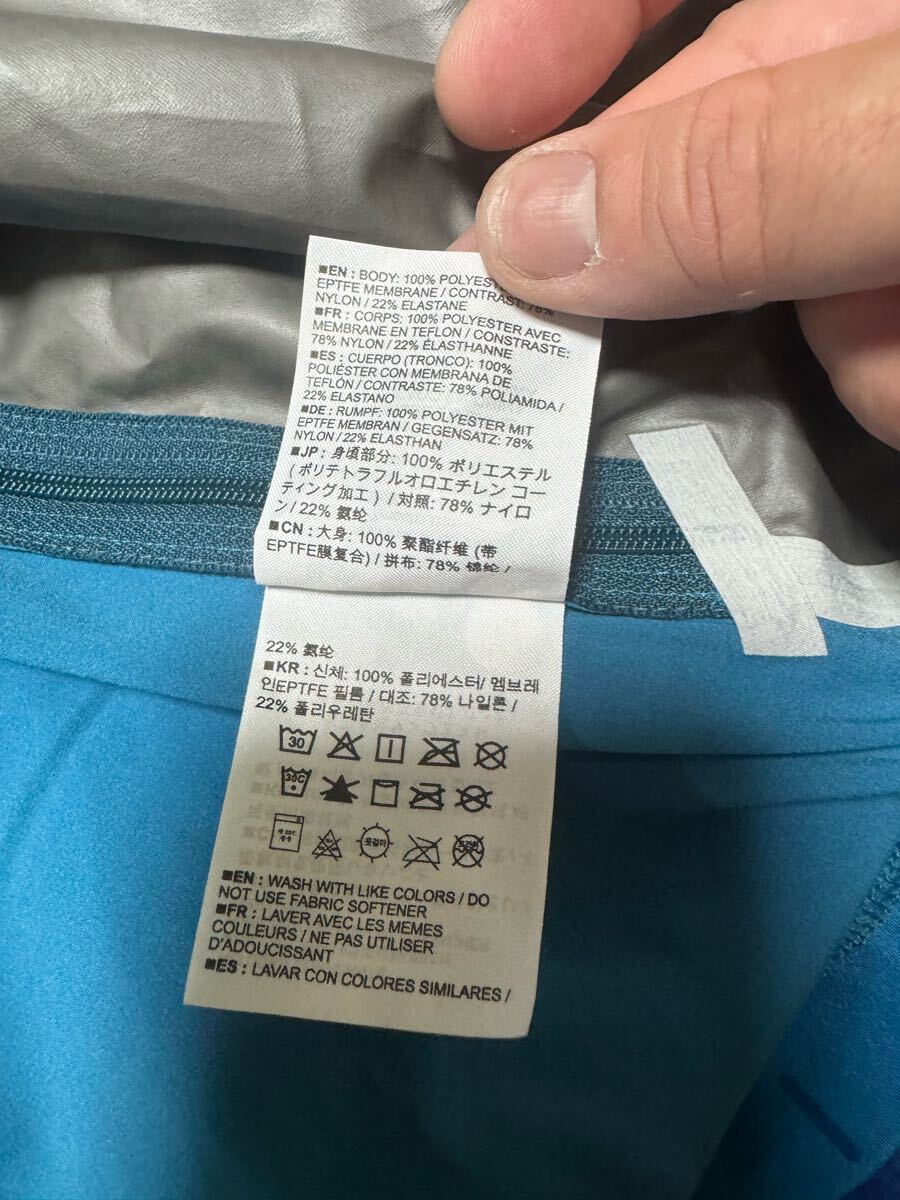 ■EN : BODY: 100%
EPTFE MEMBRANE / CONTRAST: 78%
NYLON / 22% ELASTANE
■FR : CORPS: 100% POLYESTER AVEC
MEMBRANE EN TEFLON / CONSTRASTE:
78% NYLON / 22% ÉLASTHANNE
■ES : CUERPO (TRONCO): 100%
POLIÉSTER CON MEMBRANA DE
TEFLÓN / CONTRASTE: 78% POLIAMIDA /
22% ELASTANO
■DE : RUMPF: 100% POLYESTER MIT
EPTFE MEMBRAN / GEGENSATZ: 78%
NYLON / 22% ELASTHAN
■JP : 身頃部分: 100% ポリエステル
(ポリテトラフルオロエチレン コー
ティング加工) / 対照: 78% ナイロ
ン / 22% 氨纶
■CN : 大身: 100% 聚酯纤维 (带
EPTFE膜复合) / 拼布: 78% 锦纶 /
22% 氨纶
■KR : 신체: 100% 폴리에스터/ 멤브레
인EPTFE 필름 / 대조: 78% 나일론 /
22% 폴리우레탄
30
30C
옷걸이
■EN : WASH WITH LIKE COLORS / DO
NOT USE FABRIC SOFTENER
■FR : LAVER AVEC LES MEMES
COULEURS / NE PAS UTILISER
D'ADOUCISSANT
■ES : LAVAR CON COLORES SIMILARES /